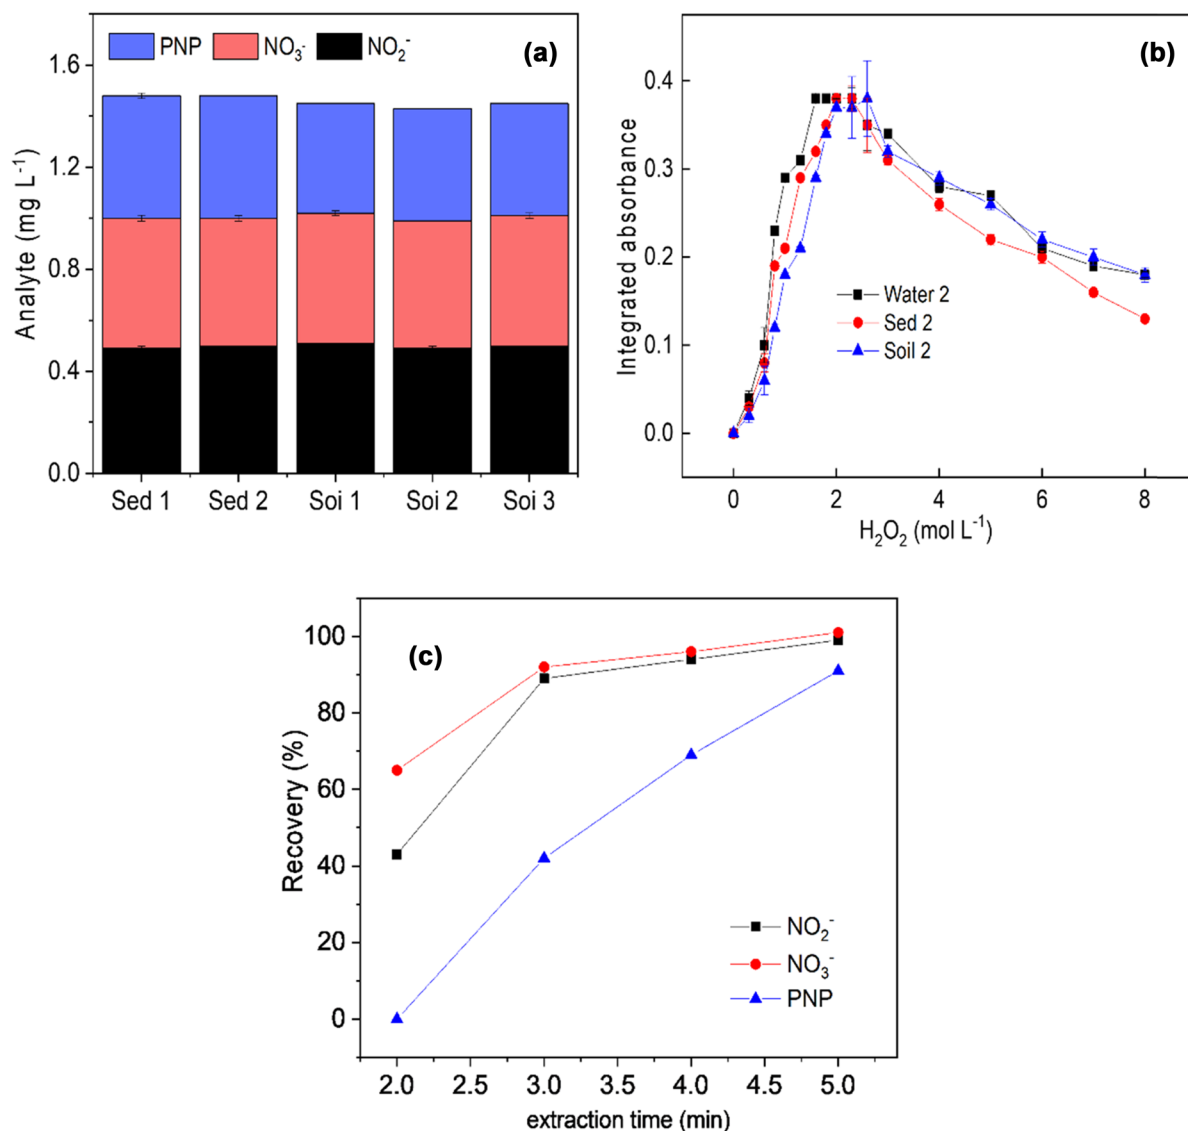 PNP NO₃⁻ NO₂⁻ (a)
1.6
1.2
0.8
0.4
0.0
Analyte (mg L⁻¹)
Sed 1 Sed 2 Soi 1 Soi 2 Soi 3
(b)
0.4
0.3
0.2
0.1
0.0
Integrated absorbance
Water 2
Sed 2
Soil 2
0 2 4 6 8
H₂O₂ (mol L⁻¹)
(c)
100
80
60
40
20
0
Recovery (%)
NO₂⁻
NO₃⁻
PNP
2.0 2.5 3.0 3.5 4.0 4.5 5.0
extraction time (min)